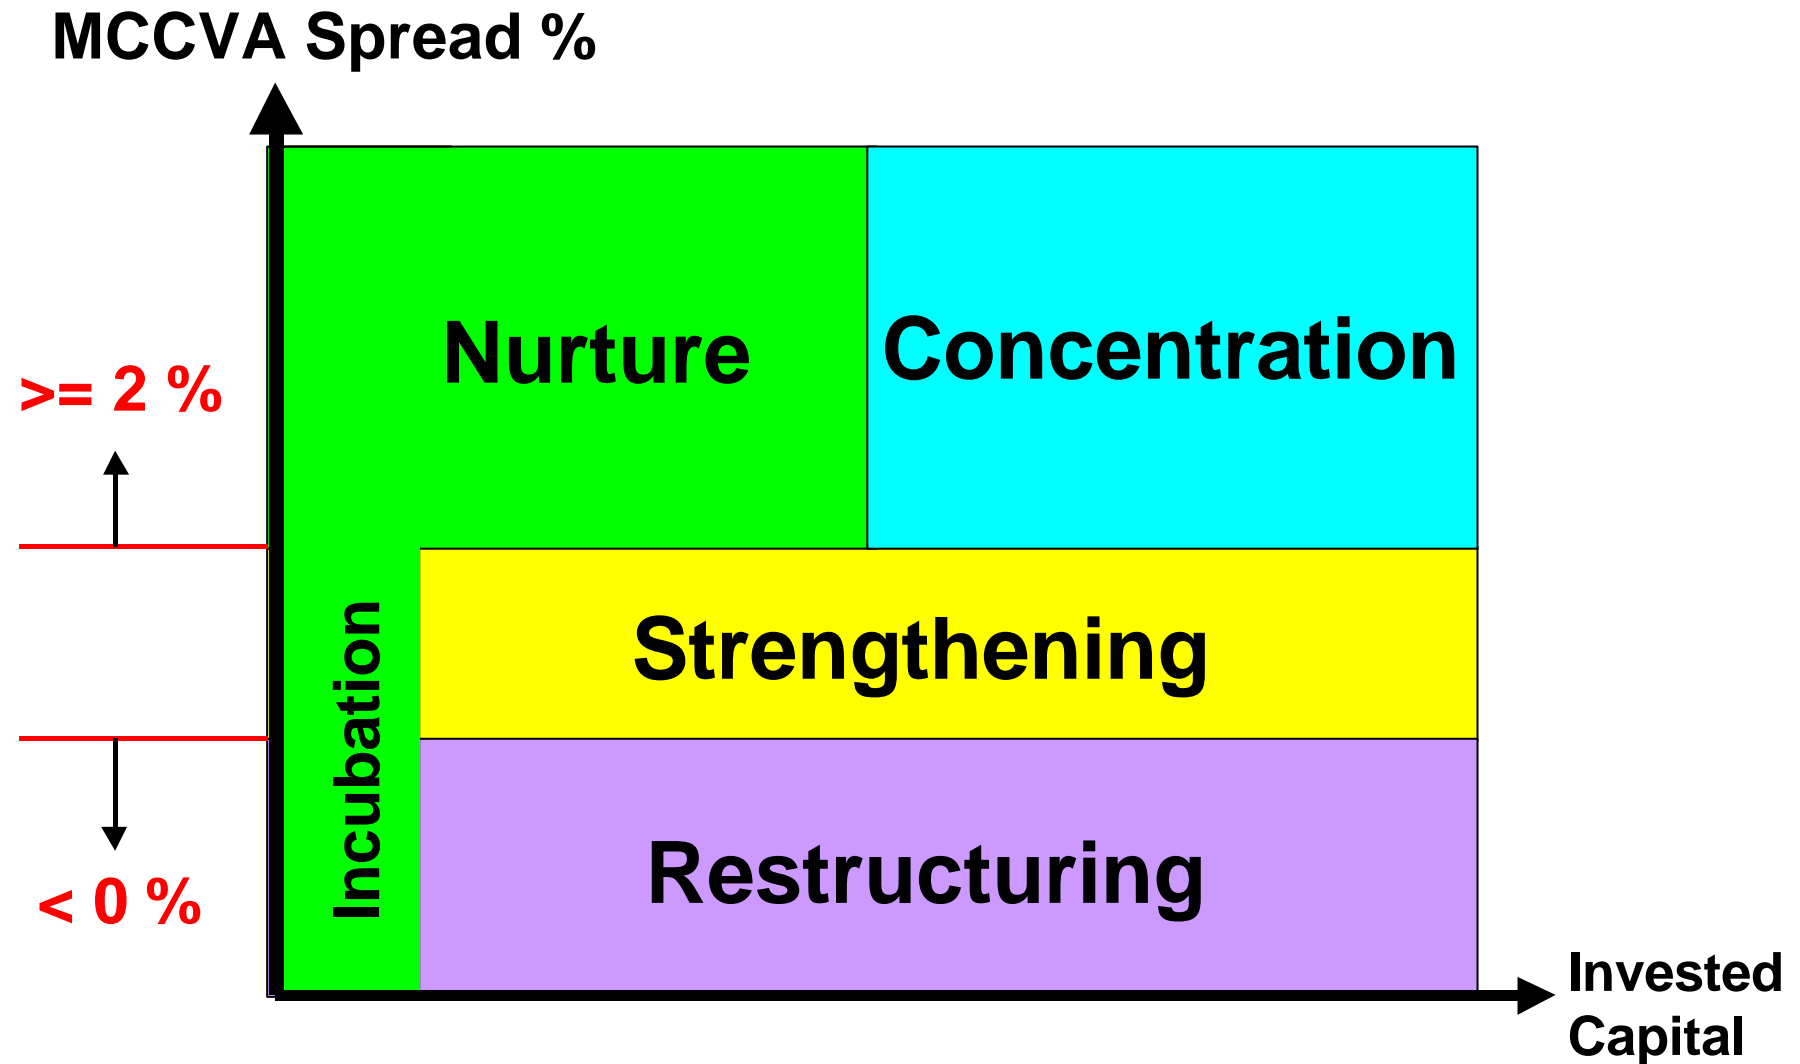 MCCVA Spread %
Nurture
Concentration
>= 2 %
Incubation
Strengthening
Restructuring
< 0 %
Invested
Capital